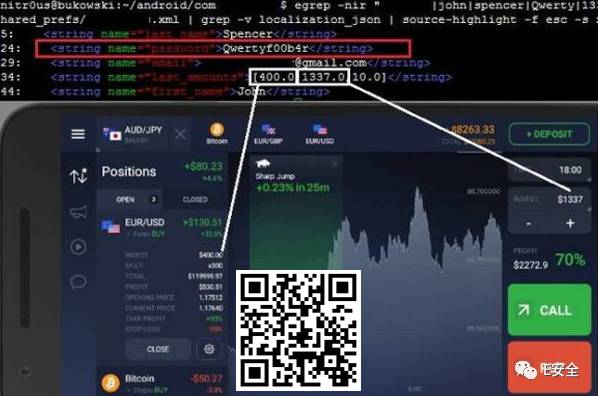 nitr0us@bukowski:~/android/com $ egrep -nir " |john|spencer|Qwerty|13
hared_prefs/ .xml | grep -v localization_json | source-highlight -f esc -s
5: <string name="last_name">Spencer</string>
24: <string name="password">Qwertyf00b4r</string>
29: <string name="email"> @gmail.com</string>
34: <string name="last_amounts">[400.0,1337.0,10.0]</string>
44: <string name="first_name">John</string>
AUD/JPY
BINARY
Bitcoin
EUR/GBP
EUR/USD
$8263.33
+ DEPOSIT
Positions
+$80.23
+4.6%
Sharp Jump
+0.23% in 25m
18:00
OPEN 3 CLOSED
INVEST
$1337
EUR/USD
+$130.51
Forex BUY
+32.6%
- +
INVEST $400.00
MULT. x300
TOTAL $119999.97
PROFIT $530.51
OPENING PRICE 1.17512
CURRENT PRICE 1.17640
TAKE PROFIT +50%
STOP LOSS
PROFIT
$2272.9
70%
CLOSE
CALL
Bitcoin
-$50.27
Crypto BUY
E安全